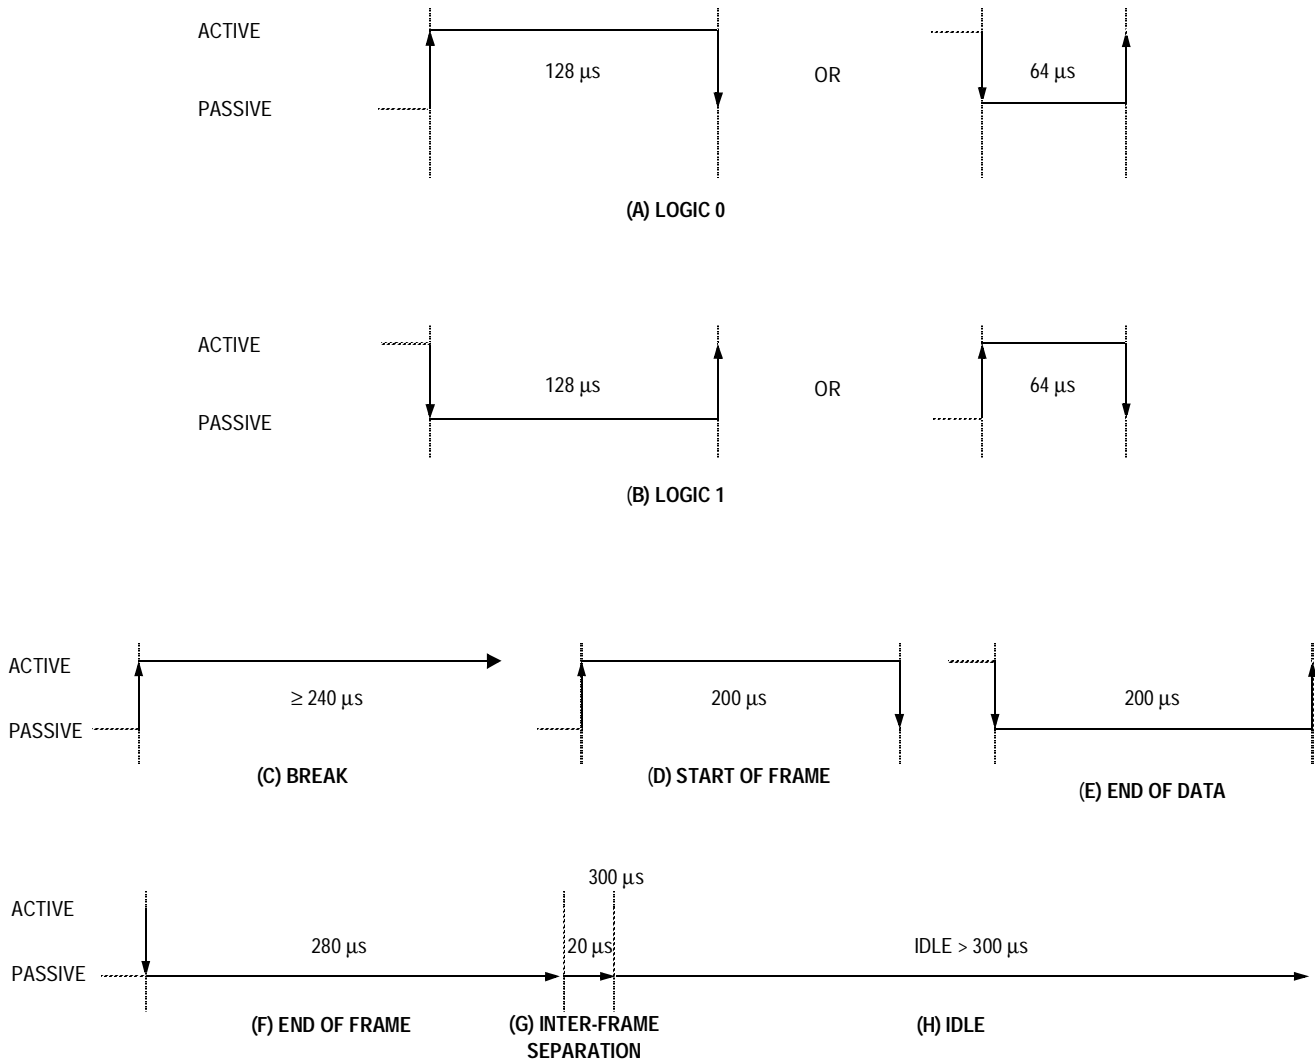 ACTIVE
128 µs
OR
64 µs
PASSIVE
(A) LOGIC 0
ACTIVE
128 µs
OR
64 µs
PASSIVE
(B) LOGIC 1
ACTIVE
≥ 240 µs
200 µs
200 µs
PASSIVE
(C) BREAK
(D) START OF FRAME
(E) END OF DATA
300 µs
ACTIVE
280 µs
20 µs
IDLE > 300 µs
PASSIVE
(F) END OF FRAME
(G) INTER-FRAME
SEPARATION
(H) IDLE